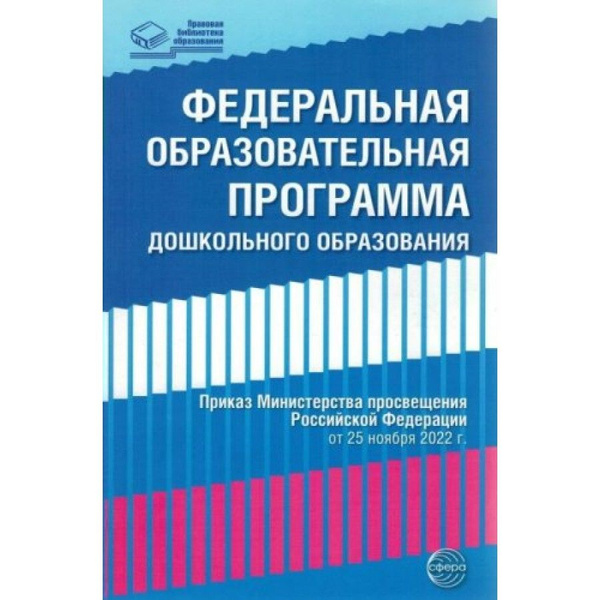 Правовая
библиотека
образования
ФЕДЕРАЛЬНАЯ
ОБРАЗОВАТЕЛЬНАЯ
ПРОГРАММА
ДОШКОЛЬНОГО ОБРАЗОВАНИЯ
Приказ Министерства просвещения
Российской Федерации
от 25 ноября 2022 г.
сфера